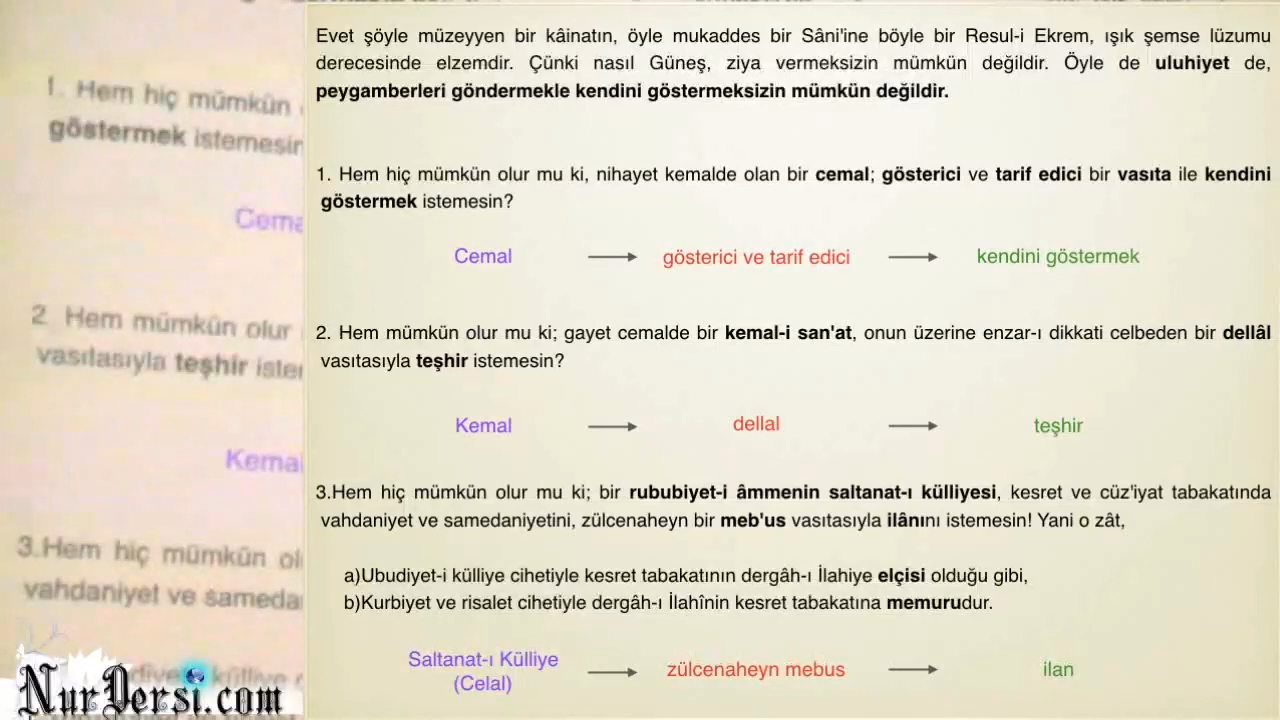 Evet şöyle müzeyyen bir kâinatın, öyle mukaddes bir Sâni'ine böyle bir Resul-i Ekrem, ışık şemse lüzumu
derecesinde elzemdir. Çünki nasıl Güneş, ziya vermeksizin mümkün değildir. Öyle de uluhiyet de,
peygamberleri göndermekle kendini göstermeksizin mümkün değildir.
1. Hem hiç mümkün olur mu ki, nihayet kemalde olan bir cemal; gösterici ve tarif edici bir vasıta ile kendini
göstermek istemesin?
Cemal gösterici ve tarif edici kendini göstermek
2. Hem mümkün olur mu ki; gayet cemalde bir kemal-i san'at, onun üzerine enzar-ı dikkati celbeden bir dellâl
vasıtasıyla teşhir istemesin?
Kemal dellal teşhir
3.Hem hiç mümkün olur mu ki; bir rububiyet-i âmmenin saltanat-ı külliyesi, kesret ve cüz'iyat tabakatında
vahdaniyet ve samedaniyetini, zülcenaheyn bir meb'us vasıtasıyla ilânını istemesin! Yani o zât,
a)Ubudiyet-i külliye cihetiyle kesret tabakatının dergâh-ı İlahiye elçisi olduğu gibi,
b)Kurbiyet ve risalet cihetiyle dergâh-ı İlahînin kesret tabakatına memurudur.
Saltanat-ı Külliye
(Celal) zülcenaheyn mebus ilan
1. Hem hiç mümkün
göstermek istemesin
Cema
2 Hem mümkün olur
vasıtasıyla teşhir ister
Kemal
3.Hem hiç mümkün ol
vahdaniyet ve sameda
külliye
NurDersi.com